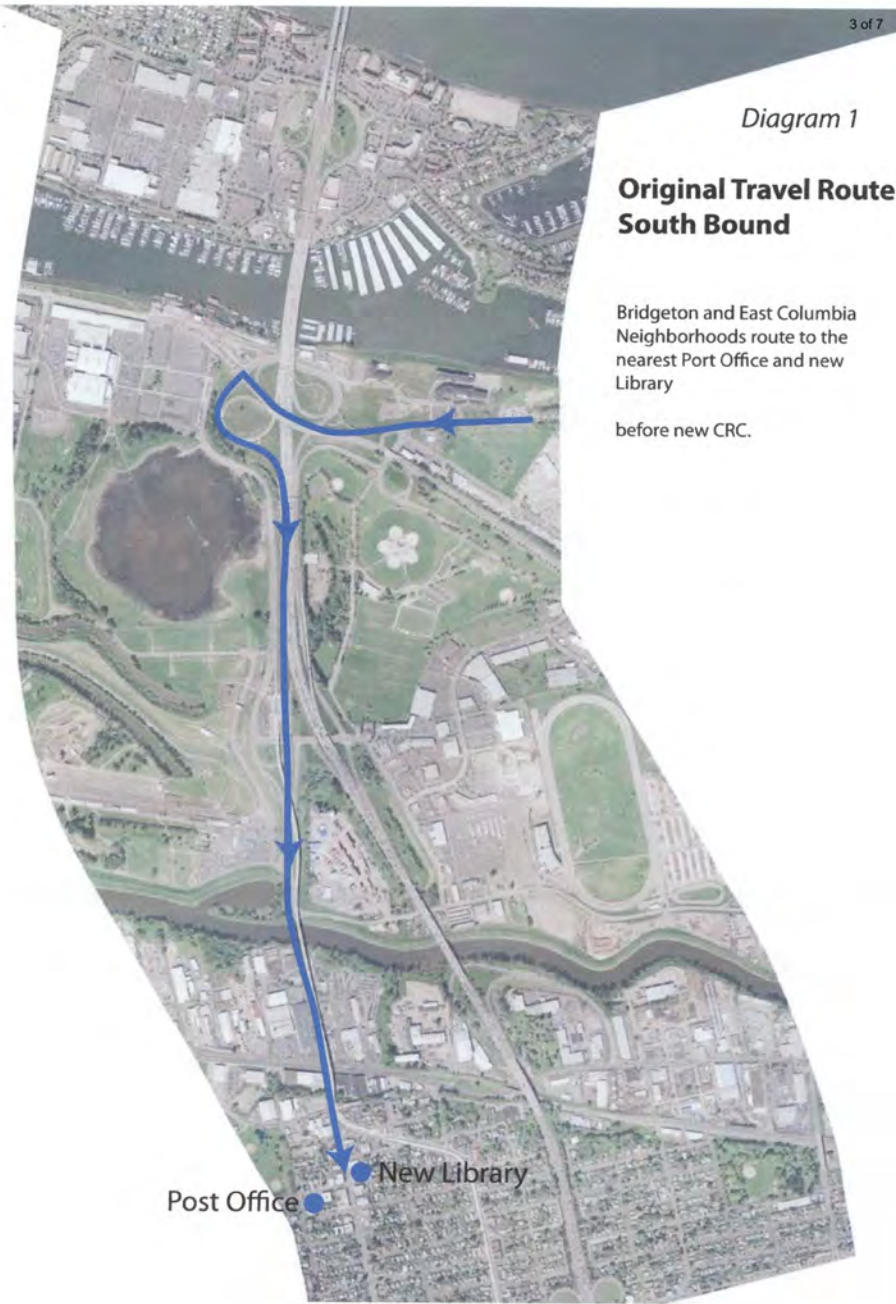 3 of 7
Diagram 1
Original Travel Route
South Bound
Bridgeton and East Columbia
Neighborhoods route to the
nearest Port Office and new
Library
before new CRC.
New Library
Post Office